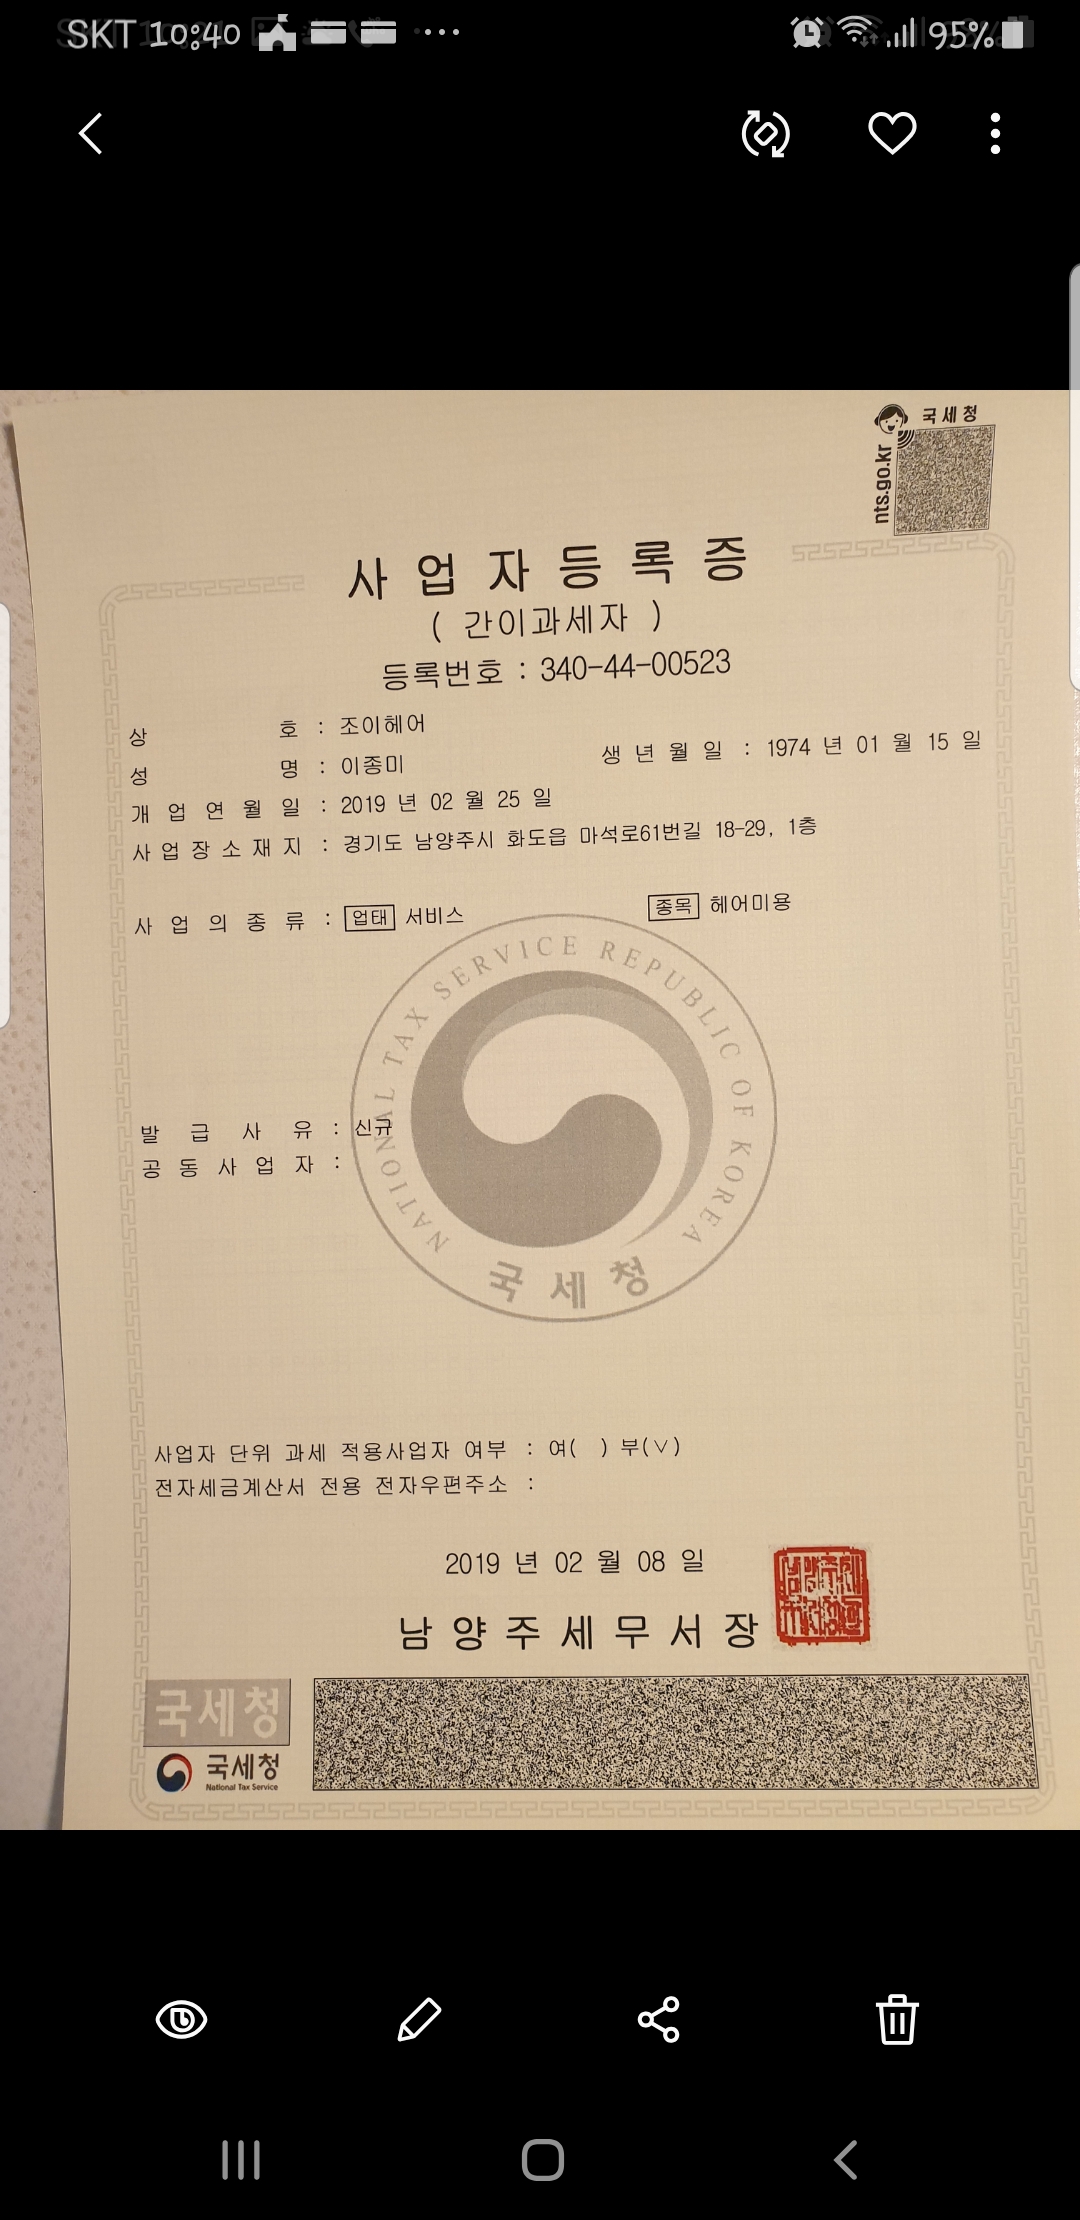 SKT 10:40 95%
국세청
nts.go.kr
사업자등록증
( 간이과세자 )
등록번호 : 340-44-00523
상 호 : 조이헤어
성 명 : 이종미 생년월일 : 1974 년 01 월 15 일
개업연월일 : 2019 년 02 월 25 일
사업장소재지 : 경기도 남양주시 화도읍 마석로61번길 18-29, 1층
사업의종류 : 업태 서비스 종목 헤어미용
NATIONAL TAX SERVICE REPUBLIC OF KOREA
발급사유 : 신규
공동사업자 :
국세청
사업자 단위 과세 적용사업자 여부 : 여( ) 부(∨)
전자세금계산서 전용 전자우편주소 :
2019 년 02 월 08 일
남양주세무서장
국세청
국세청
National Tax Service